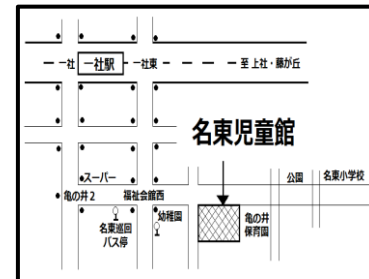 一社 一社駅 一社東 至 上社・藤が丘
名東児童館
公園 名東小学校
スーパー
亀の井2 福祉会館西
名東巡回
バス停
幼稚園
亀の井
保育園